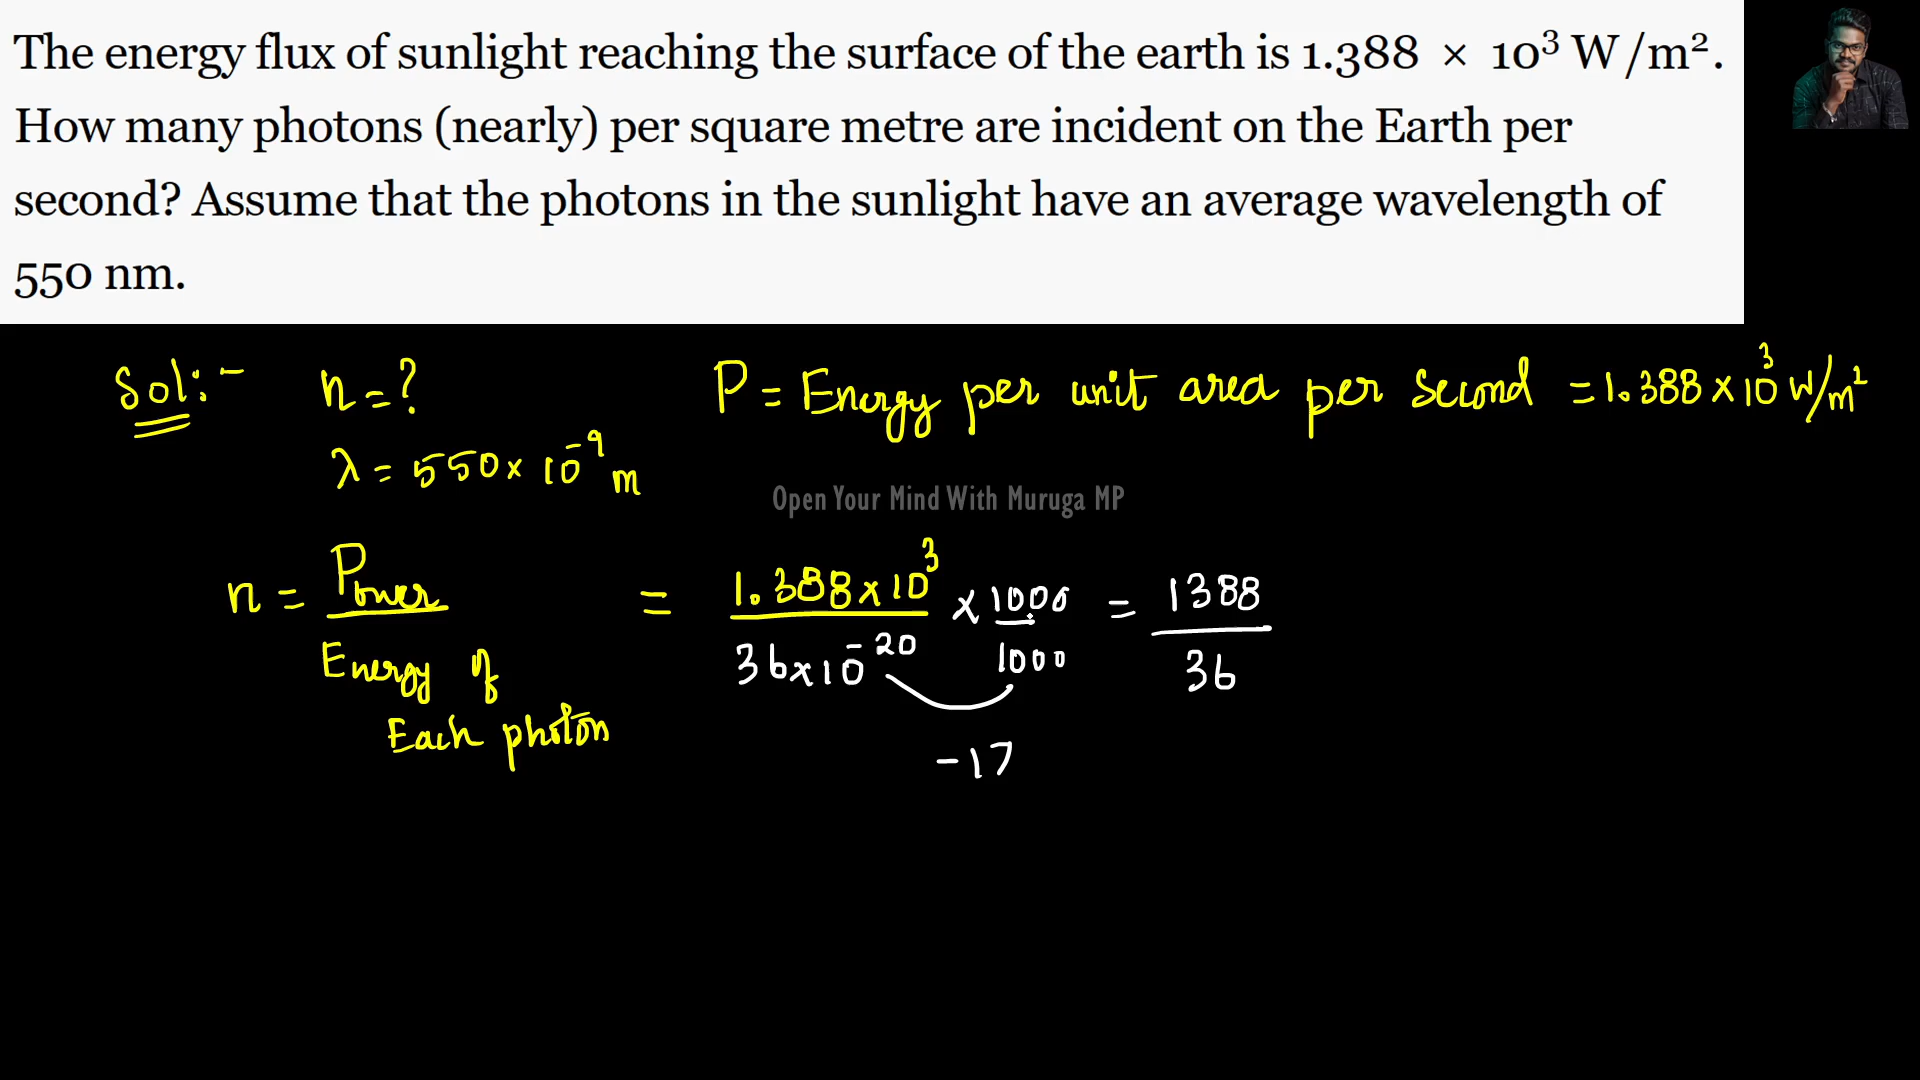 The energy flux of sunlight reaching the surface of the earth is 1.388 × 10³ W/m².
How many photons (nearly) per square metre are incident on the Earth per
second? Assume that the photons in the sunlight have an average wavelength of
550 nm.
Sol:- n = ? P = Energy per unit area per second = 1.388 × 10³ W/m²
λ = 550 × 10⁻⁹ m
Open Your Mind With Muruga MP
n = Power / Energy of Each photon = 1.388 × 10³ / 36 × 10⁻²⁰ × 1000 / 1000 = 1388 / 36
-17